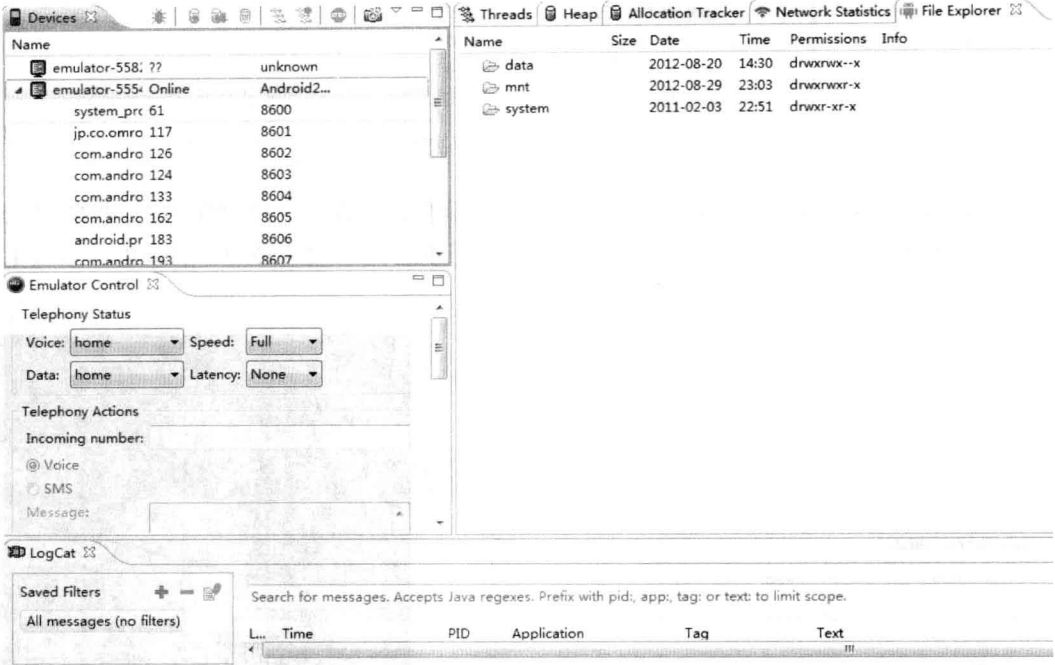 Devices
Name
emulator-558: ?? unknown
emulator-5554 Online Android2...
system_prc 61 8600
jp.co.omro 117 8601
com.andro 126 8602
com.andro 124 8603
com.andro 133 8604
com.andro 162 8605
android.pr 183 8606
com.andro 193 8607
Threads Heap Allocation Tracker Network Statistics File Explorer
Name Size Date Time Permissions Info
data 2012-08-20 14:30 drwxrwx--x
mnt 2012-08-29 23:03 drwxrwxr-x
system 2011-02-03 22:51 drwxr-xr-x
Emulator Control
Telephony Status
Voice: home Speed: Full
Data: home Latency: None
Telephony Actions
Incoming number:
Voice
SMS
Message:
LogCat
Saved Filters
All messages (no filters)
Search for messages. Accepts Java regexes. Prefix with pid:, app:, tag: or text: to limit scope.
L... Time PID Application Tag Text